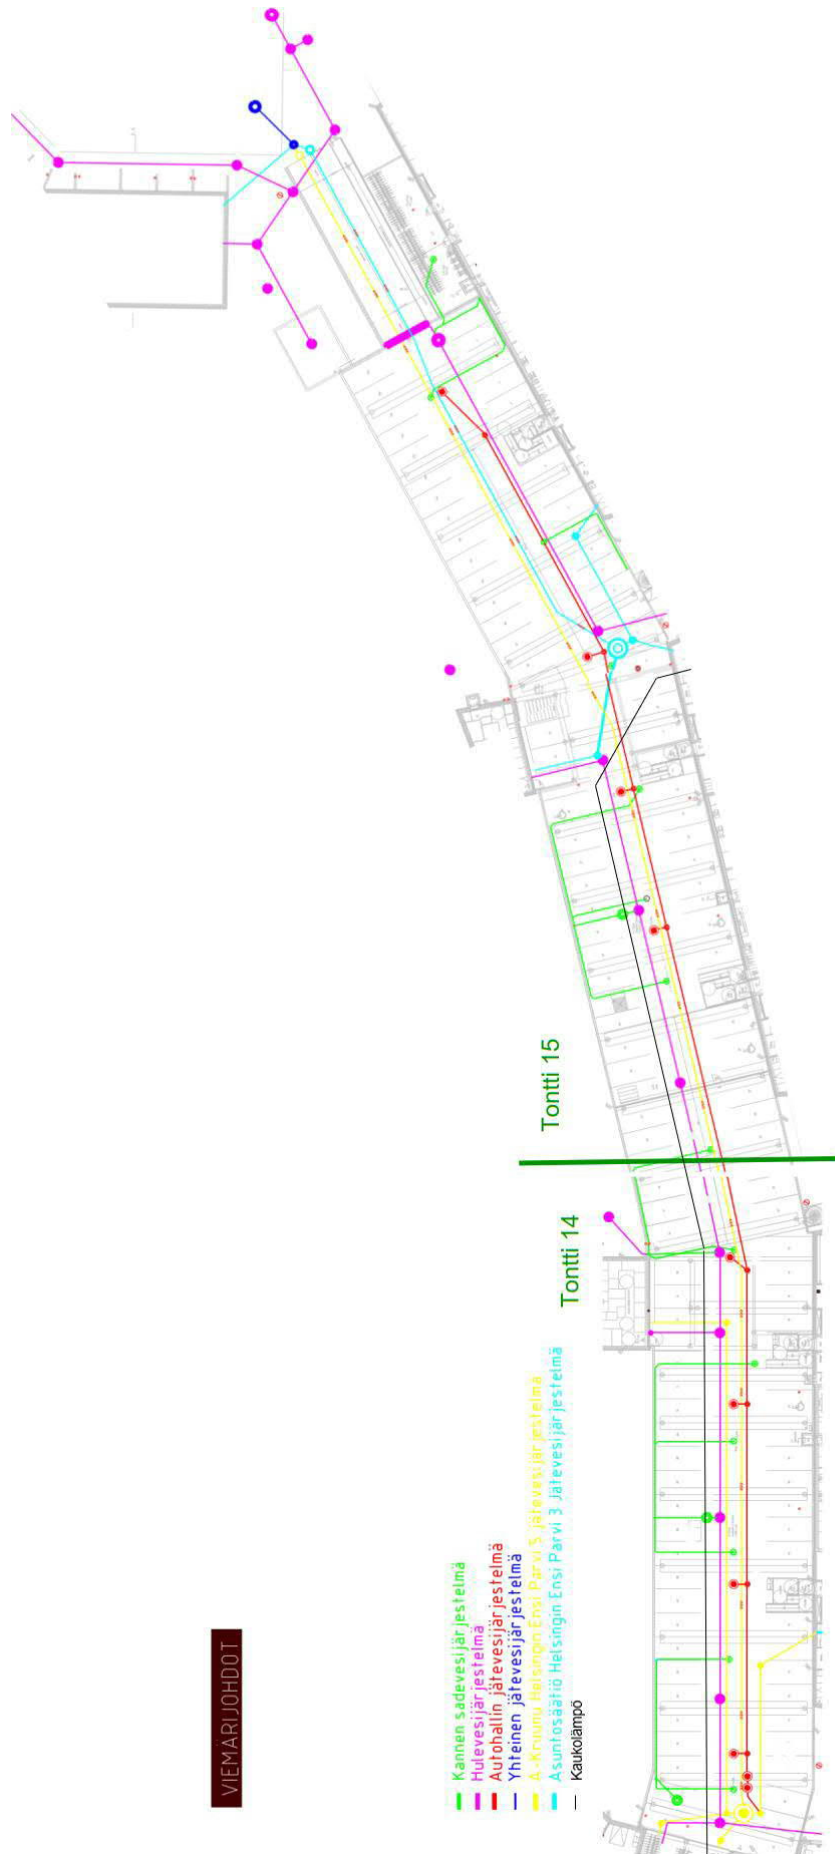 VIEMÄRIJOHDOT
Kannen sadevesijärjestelmä
Hulevesijärjestelmä
Autohallin jätevesijärjestelmä
Yhteinen jätevesijärjestelmä
A-Kruunu Helsingin Ensi Parvi 5 jätevesijärjestelmä
Asuntosäätiö Helsingin Ensi Parvi 3 Jätevesijärjestelmä
Kaukolämpö
Tontti 14
Tontti 15